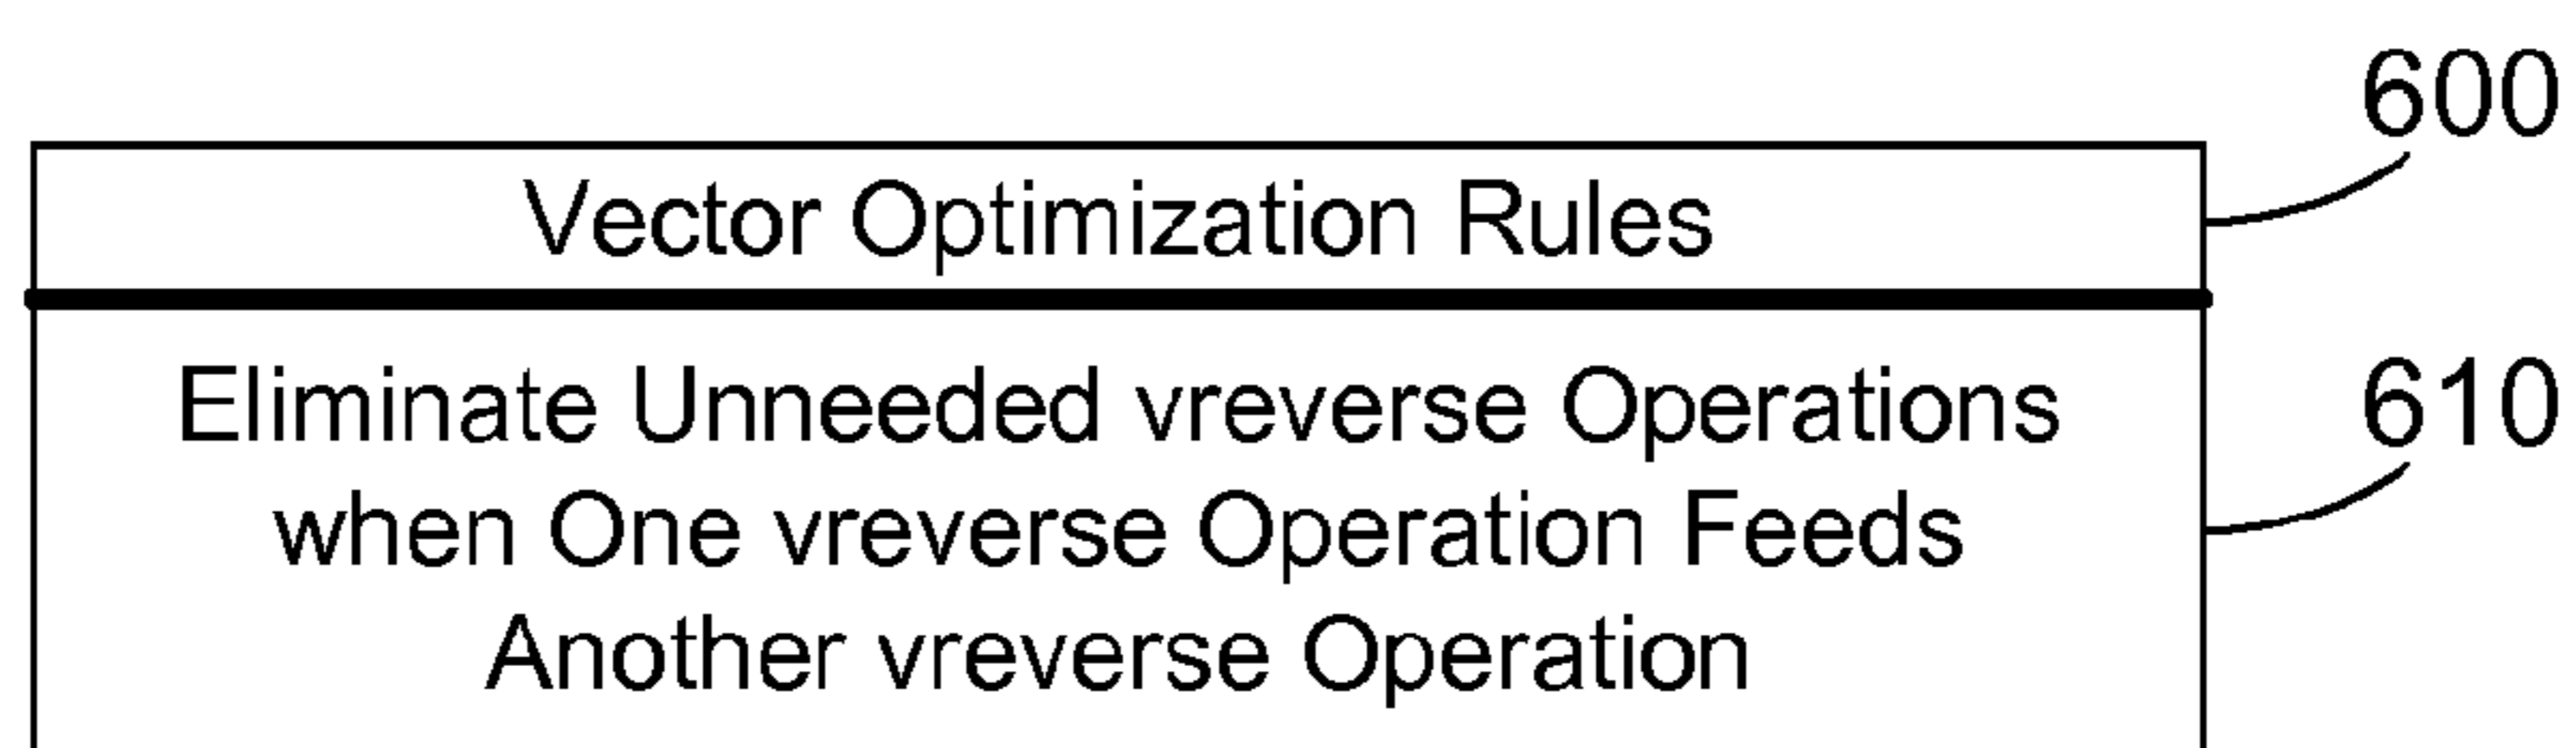 600
Vector Optimization Rules
610
Eliminate Unneeded vreverse Operations
when One vreverse Operation Feeds
Another vreverse Operation